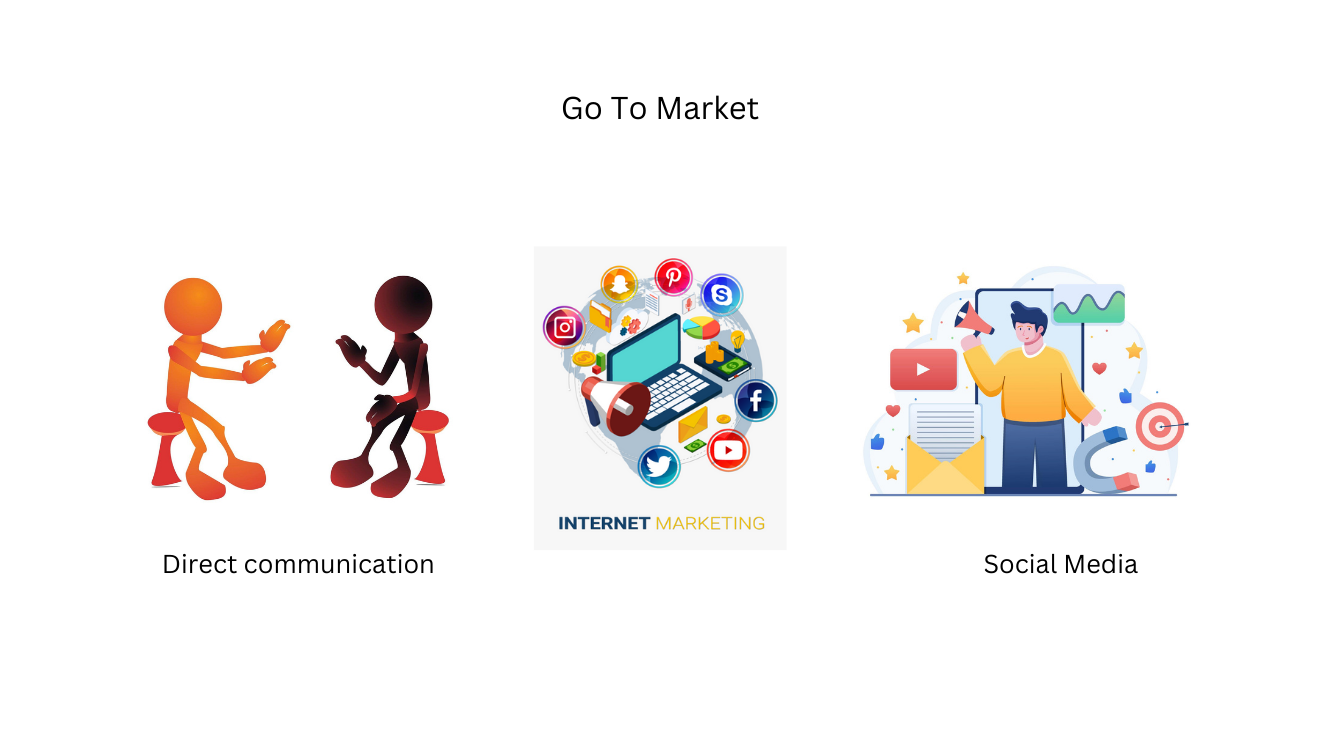 Go To Market
INTERNET MARKETING
Direct communication
Social Media